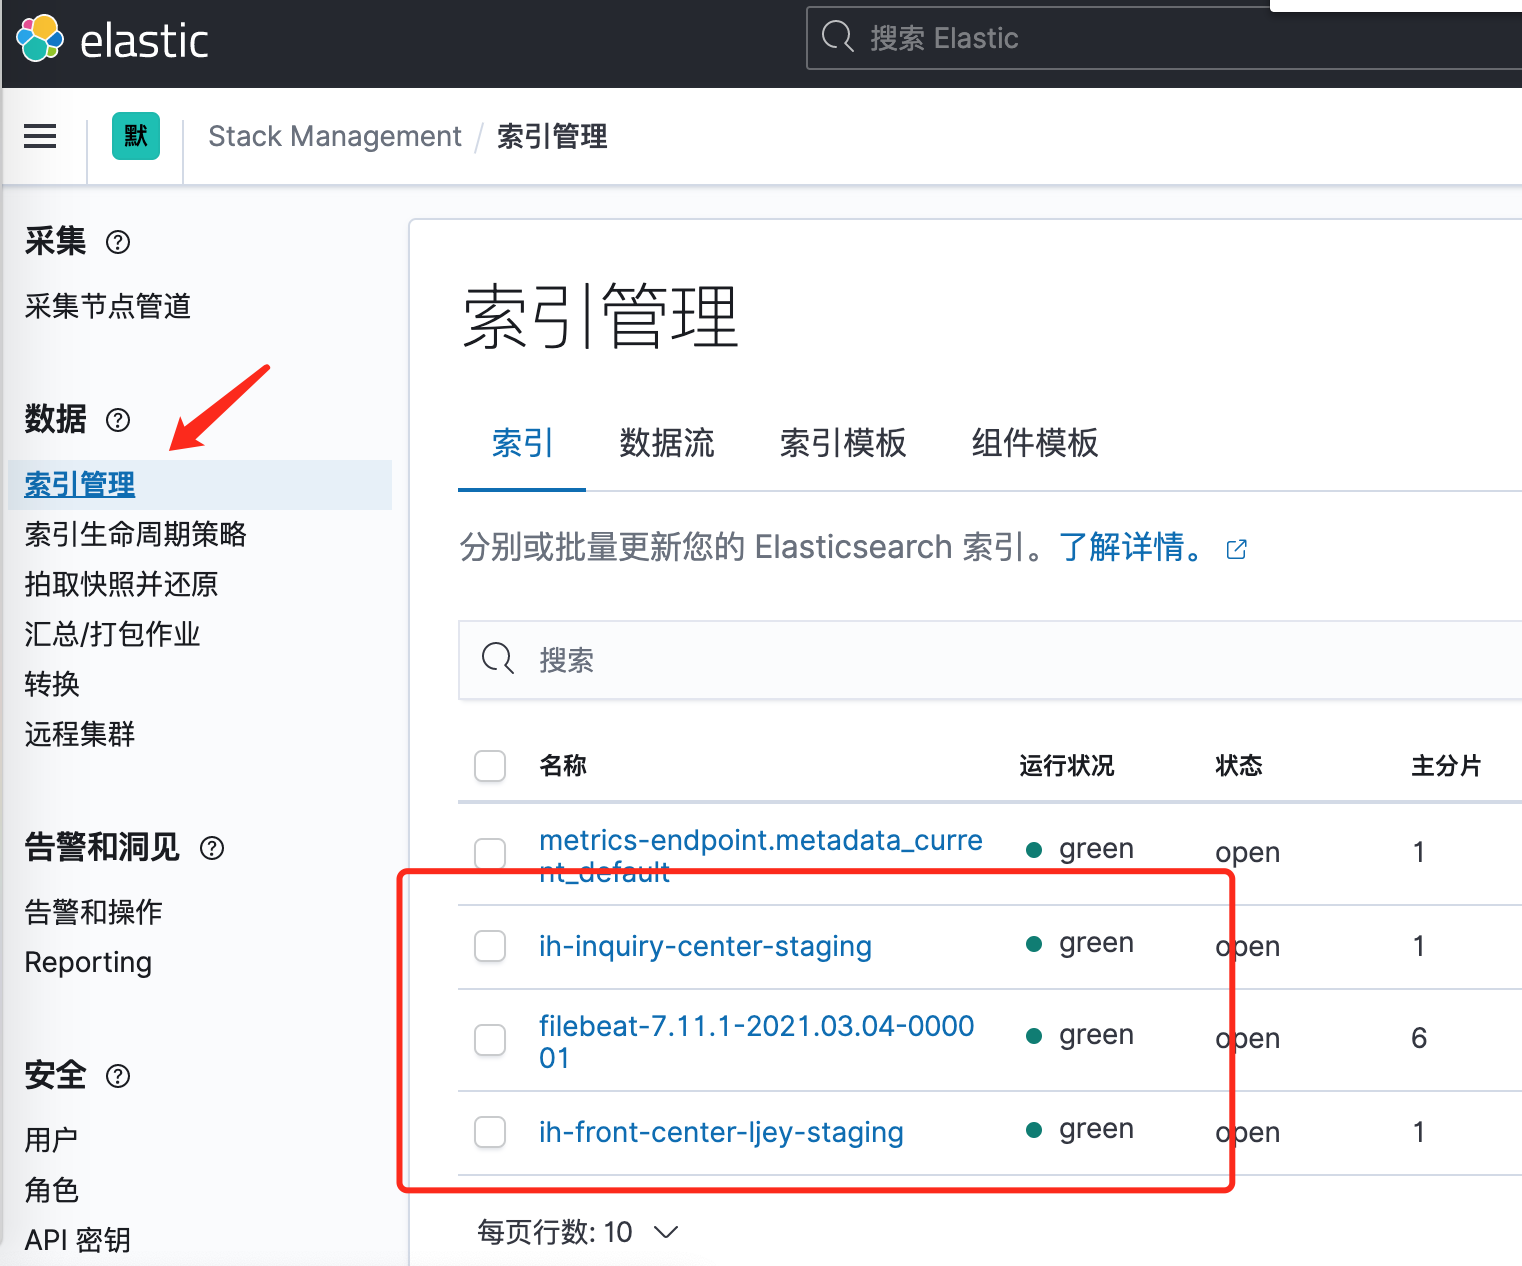 elastic
搜索 Elastic
默
Stack Management / 索引管理
采集
采集节点管道
数据
索引管理
索引生命周期策略
拍取快照并还原
汇总/打包作业
转换
远程集群
告警和洞见
告警和操作
Reporting
安全
用户
角色
API 密钥
索引管理
索引 数据流 索引模板 组件模板
分别或批量更新您的 Elasticsearch 索引。了解详情。
搜索
名称 运行状况 状态 主分片
metrics-endpoint.metadata_curre green open 1
nt_default
ih-inquiry-center-staging green open 1
filebeat-7.11.1-2021.03.04-0000 green open 6
01
ih-front-center-ljey-staging green open 1
每页行数: 10